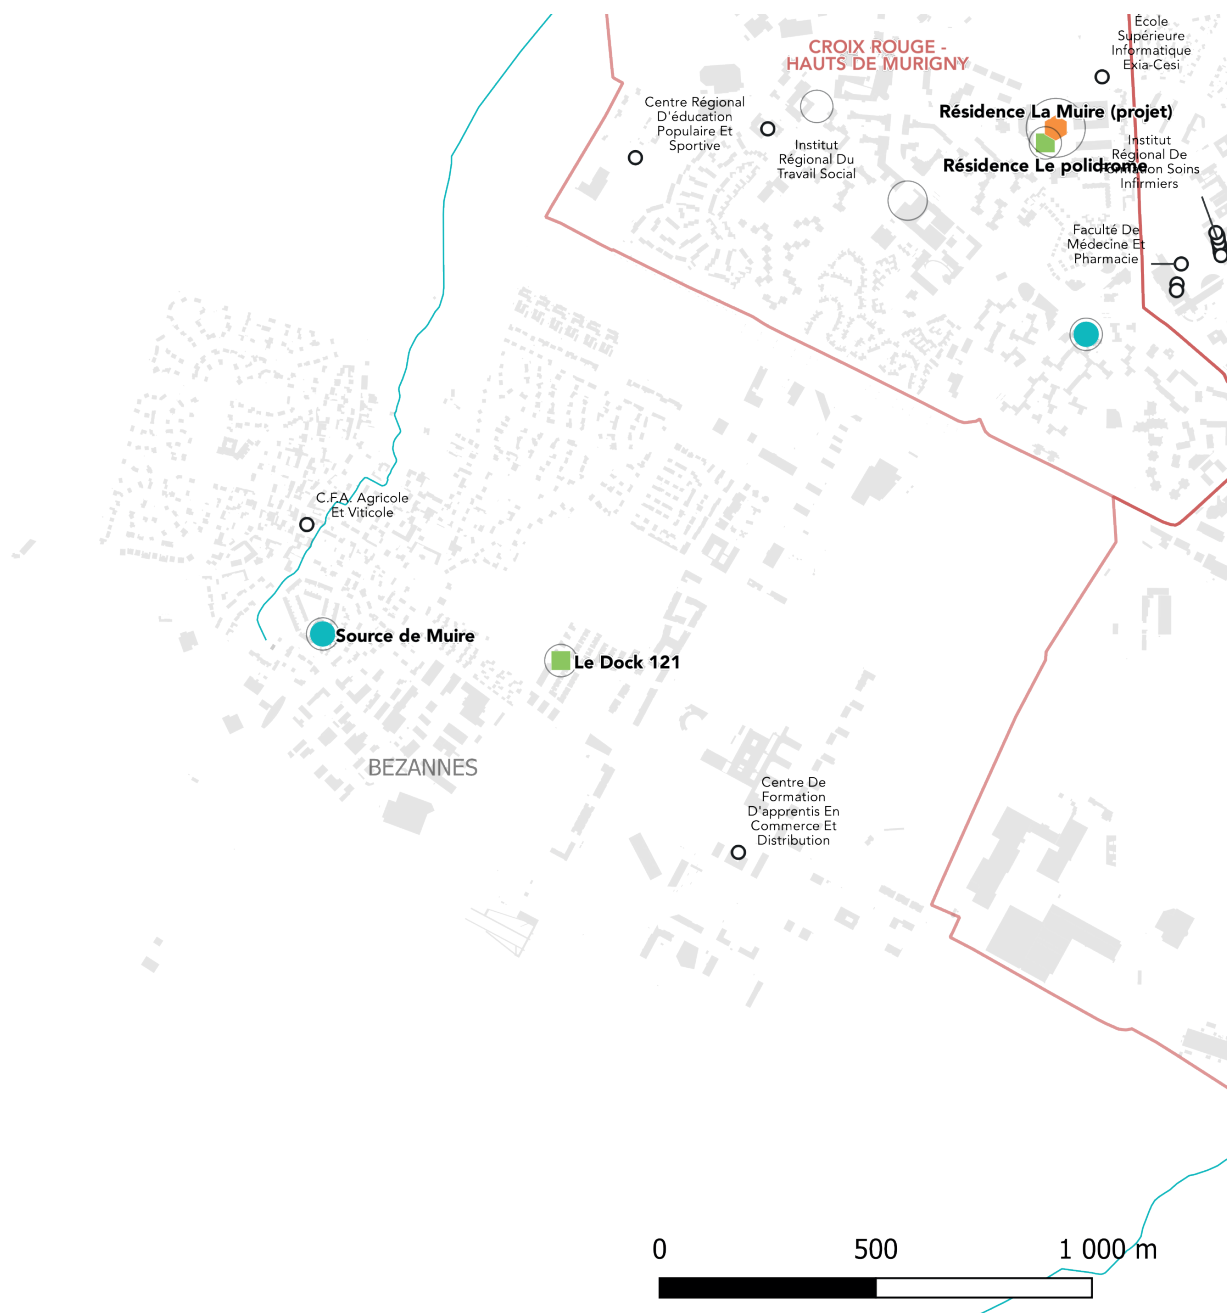 École
Supérieure
Informatique
Exia-Cesi
CROIX ROUGE -
HAUTS DE MURIGNY
Centre Régional
D'éducation
Populaire Et
Sportive
Résidence La Muire (projet)
Institut
Régional Du
Travail Social
Institut
Régional De
Formation Soins
Infirmiers
Résidence Le polidrome
Faculté De
Médecine Et
Pharmacie
C.F.A. Agricole
Et Viticole
Source de Muire
Le Dock 121
BEZANNES
Centre De
Formation
D'apprentis En
Commerce Et
Distribution
0 500 1 000 m